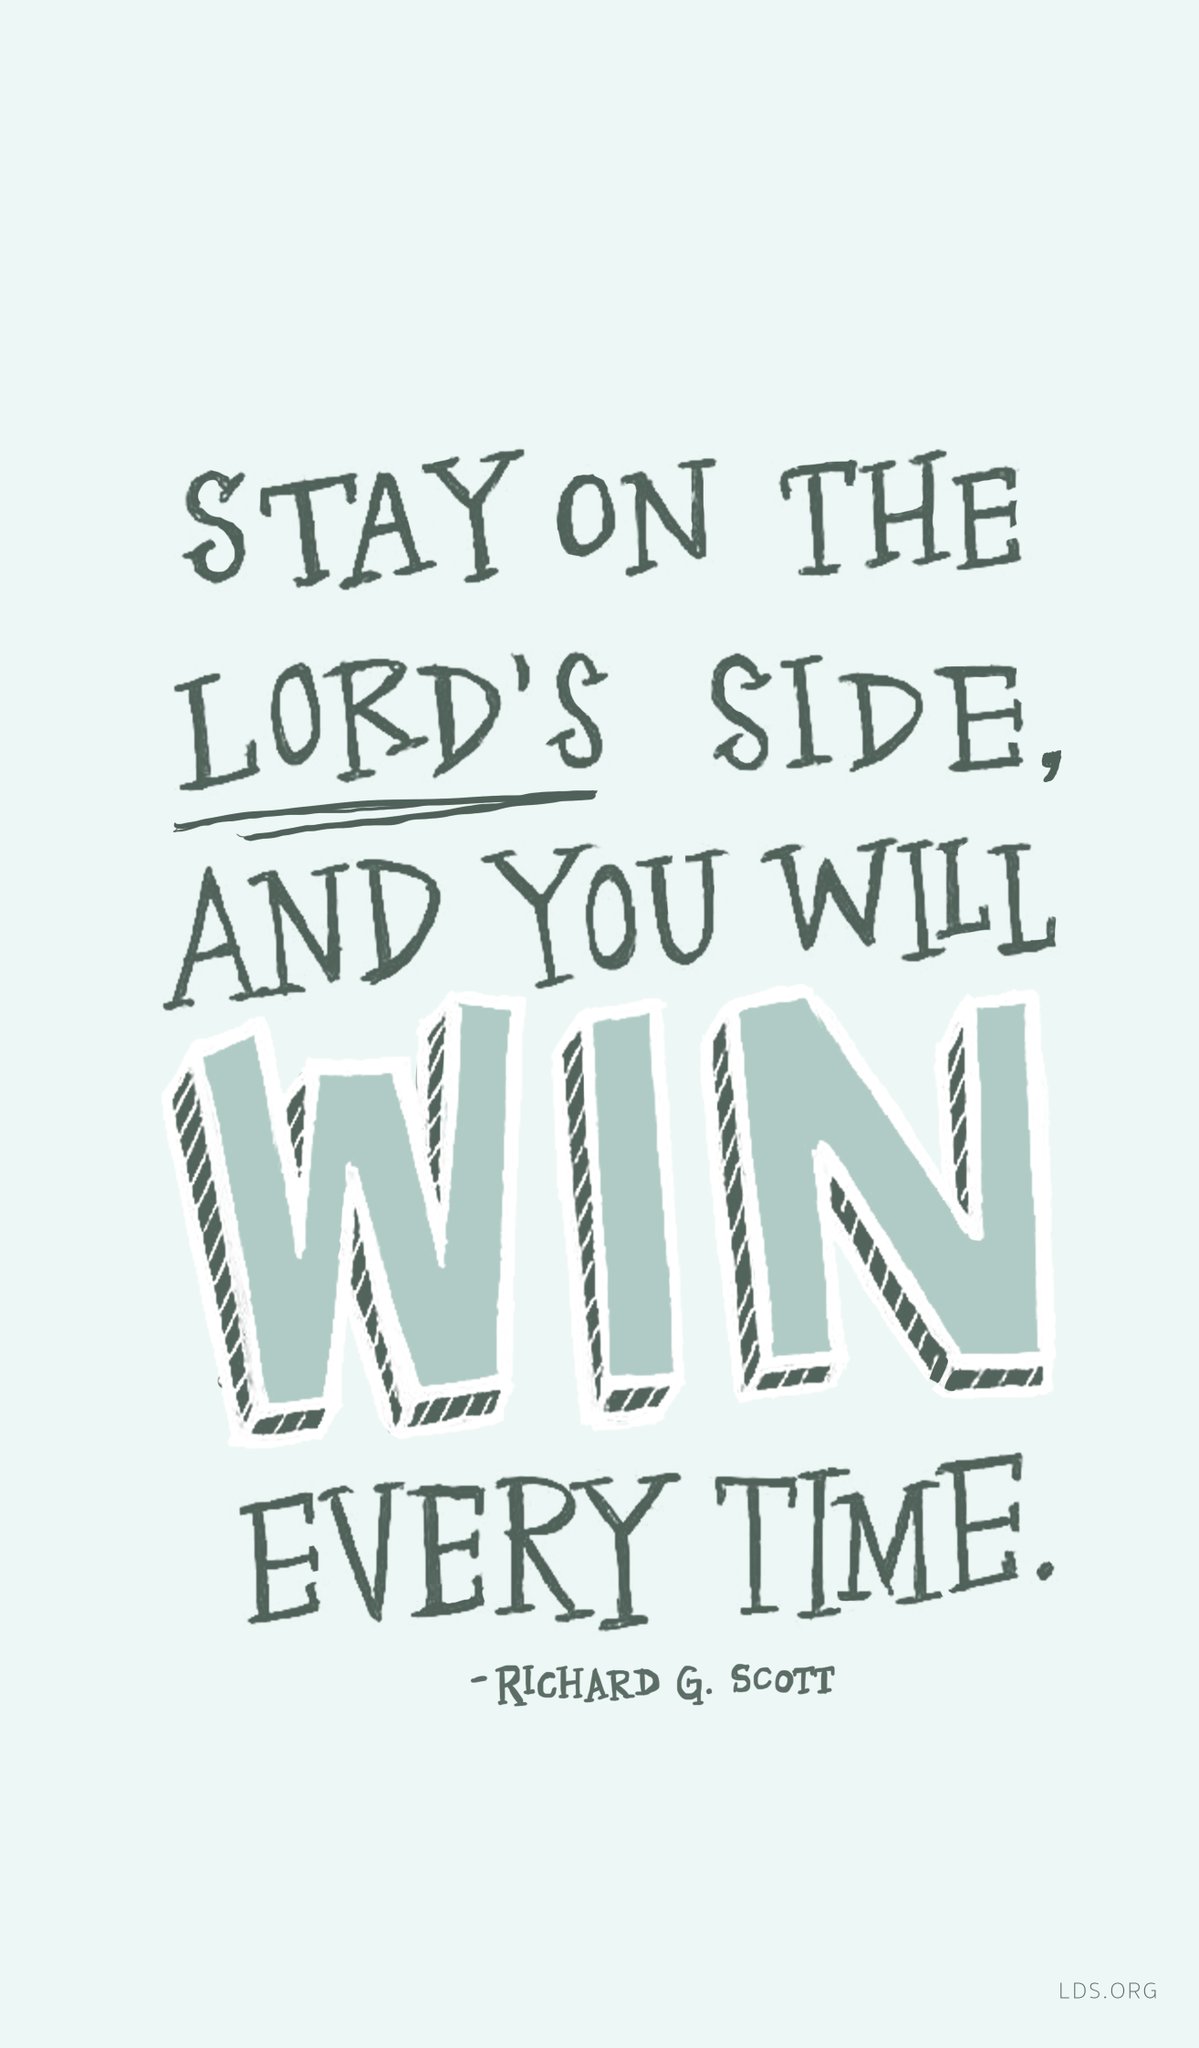 STAY ON THE
LORD'S SIDE,
AND YOU WILL
WIN
EVERY TIME.
-RICHARD G. SCOTT
LDS.ORG